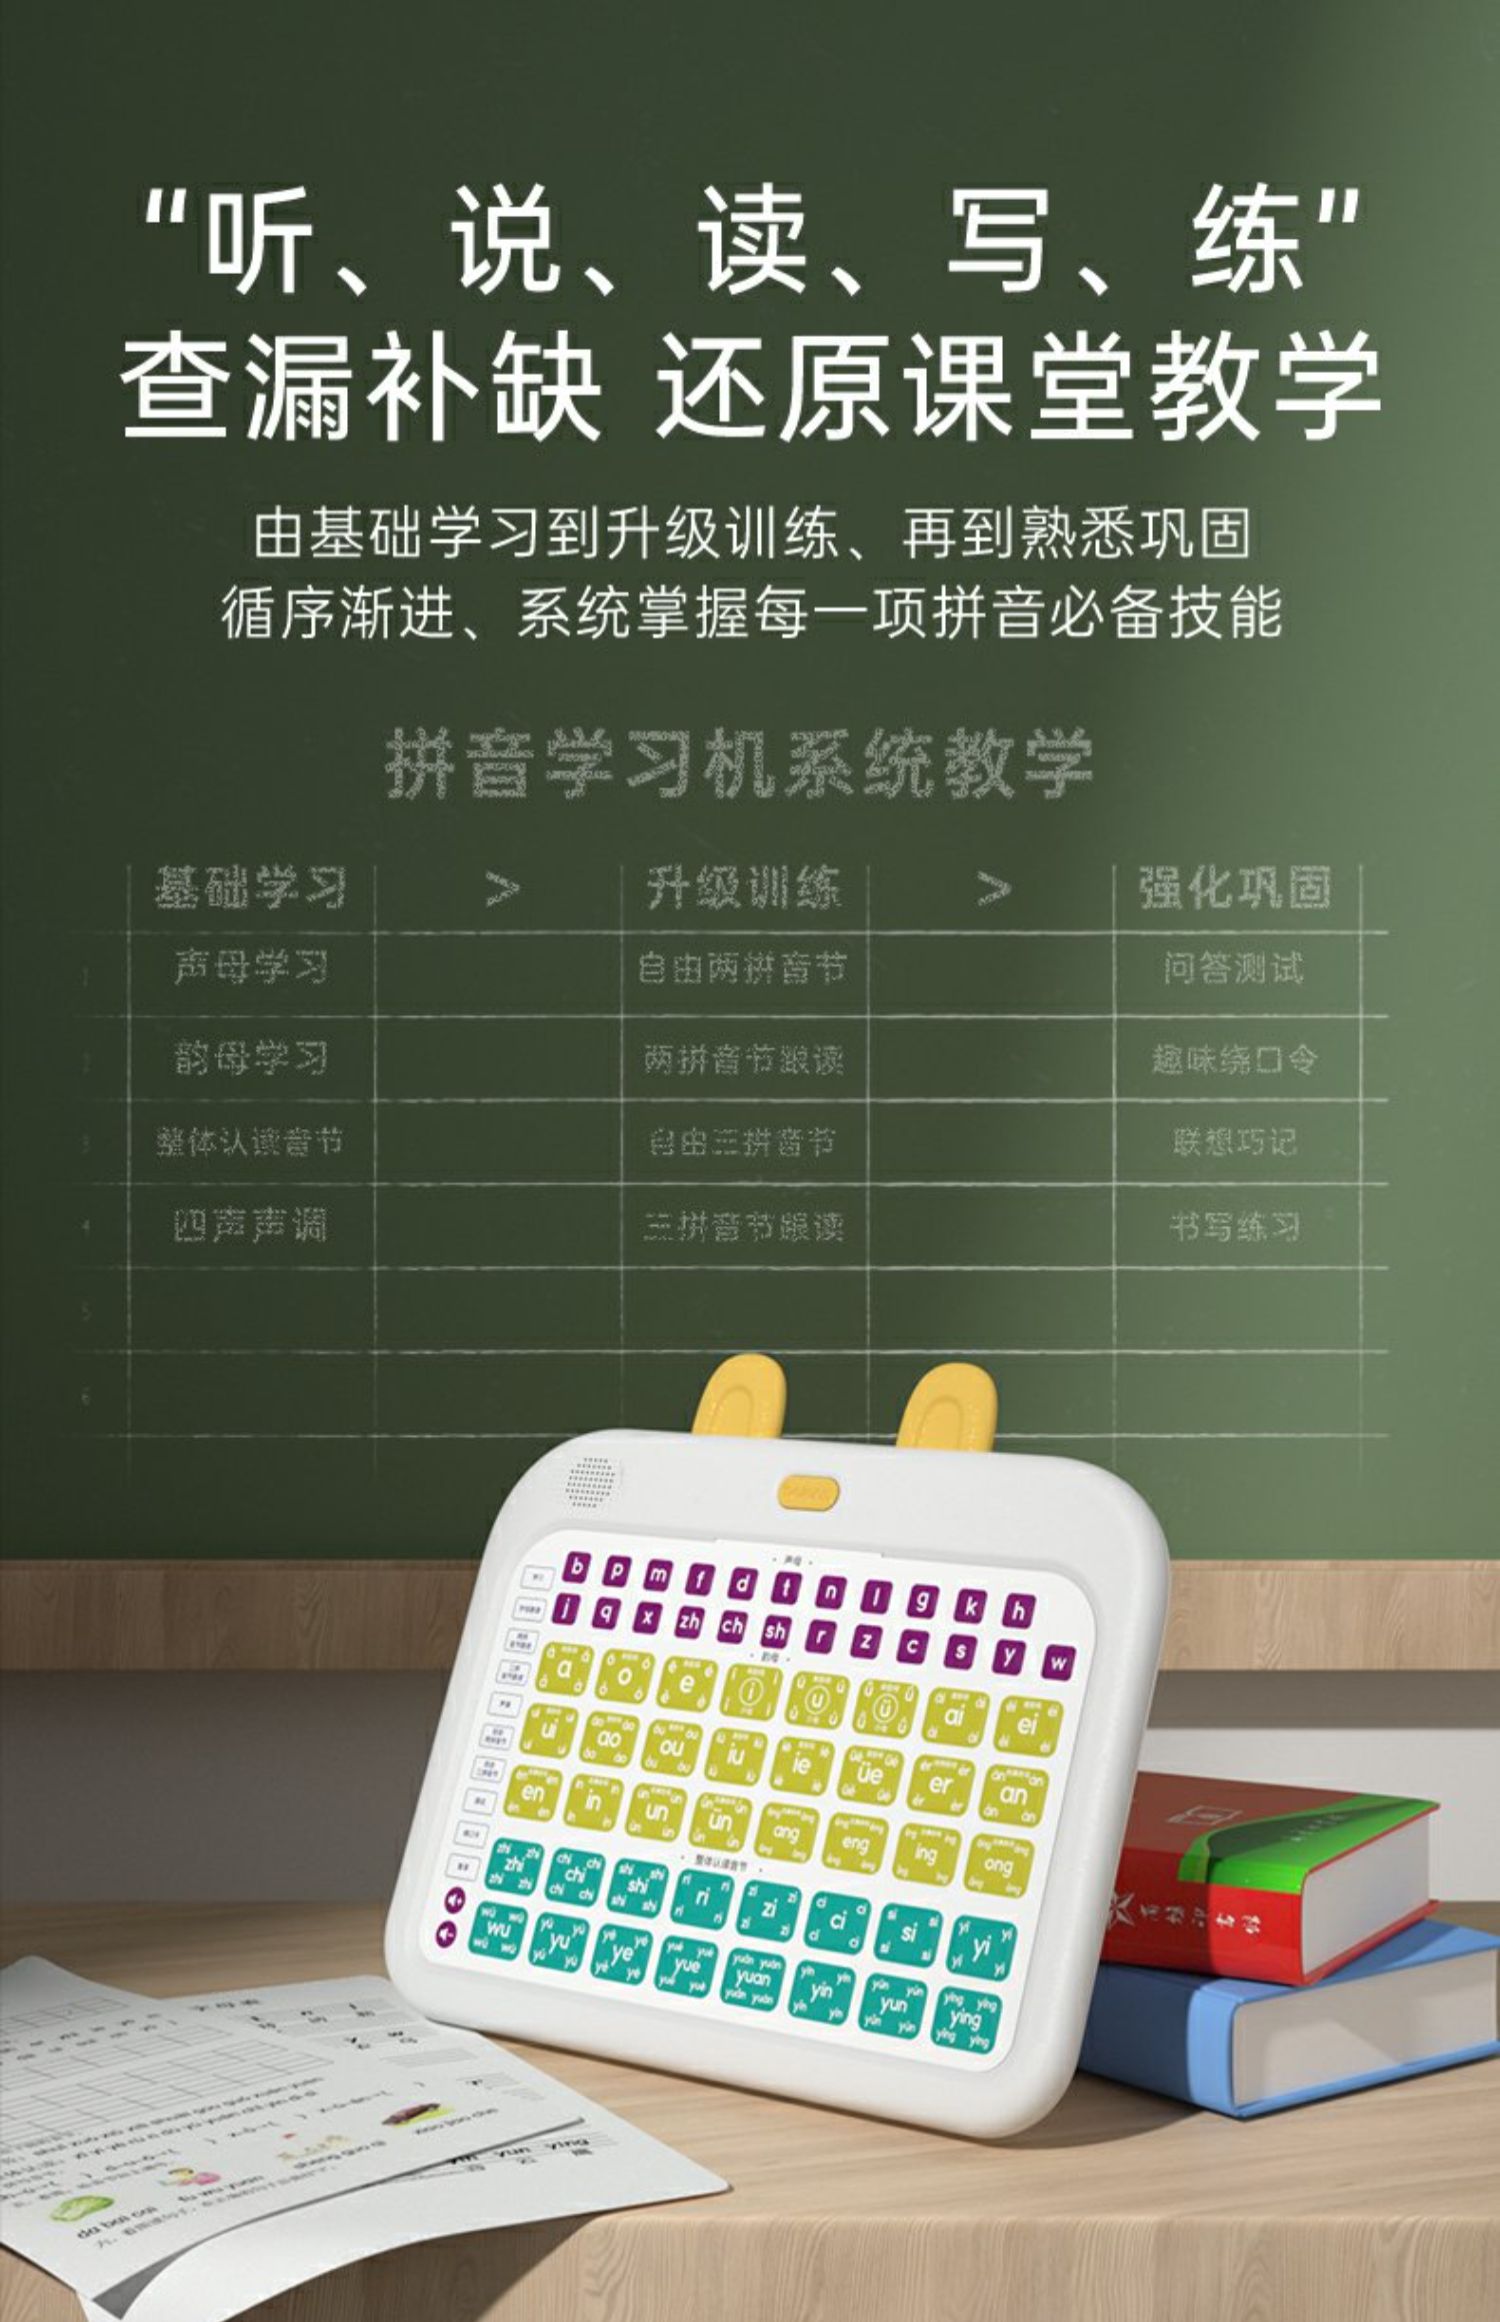 “听、说、读、写、练”
查漏补缺 还原课堂教学
由基础学习到升级训练、再到熟悉巩固
循序渐进、系统掌握每一项拼音必备技能
拼音学习机系统教学
基础学习 > 升级训练 > 强化巩固
1 声母学习 自由两拼音节 问答测试
2 韵母学习 两拼音节跟读 趣味绕口令
3 整体认读音节 自由三拼音节 联想巧记
4 四声声调 三拼音节跟读 书写练习
5
6
声母
b p m f d t n l g k h
j q x zh ch sh r z c s y w
韵母
a o e i u ü ai ei
ui ao ou iu ie üe er an
en in un ün ang eng ing ong
整体认读音节
zhi chi shi ri zi ci si yi
wu yu ye yue yuan yin yun ying
da bai cai